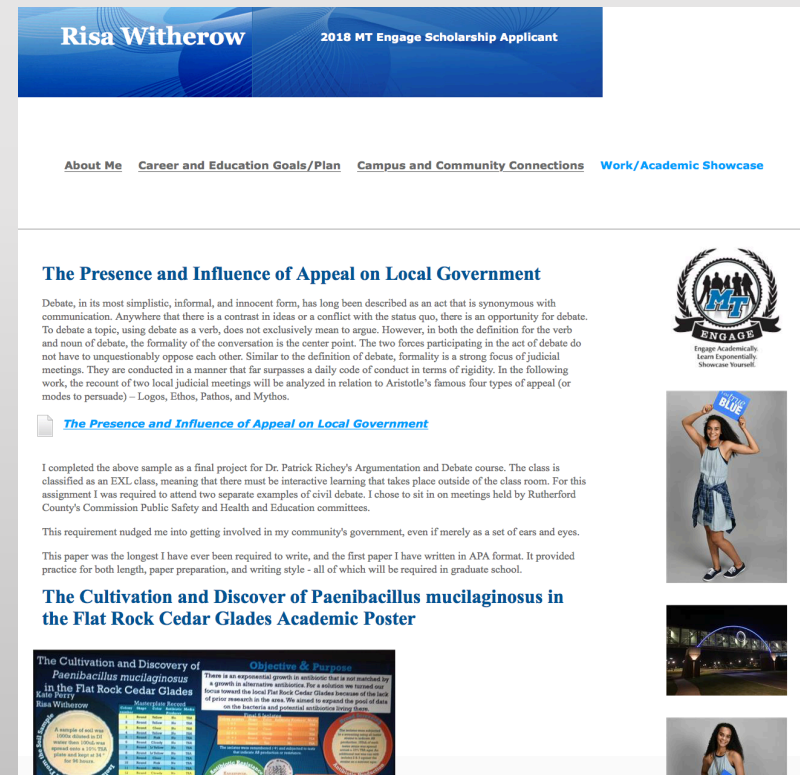 Risa Witherow
2018 MT Engage Scholarship Applicant
About Me Career and Education Goals/Plan Campus and Community Connections Work/Academic Showcase
The Presence and Influence of Appeal on Local Government
Debate, in its most simplistic, informal, and innocent form, has long been described as an act that is synonymous with
communication. Anywhere that there is a contrast in ideas or a conflict with the status quo, there is an opportunity for debate.
To debate a topic, using debate as a verb, does not exclusively mean to argue. However, in both the definition for the verb
and noun of debate, the formality of the conversation is the center point. The two forces participating in the act of debate do
not have to unquestionably oppose each other. Similar to the definition of debate, formality is a strong focus of judicial
meetings. They are conducted in a manner that far surpasses a daily code of conduct in terms of rigidity. In the following
work, the recount of two local judicial meetings will be analyzed in relation to Aristotle's famous four types of appeal (or
modes to persuade) – Logos, Ethos, Pathos, and Mythos.
The Presence and Influence of Appeal on Local Government
I completed the above sample as a final project for Dr. Patrick Richey's Argumentation and Debate course. The class is
classified as an EXL class, meaning that there must be interactive learning that takes place outside of the class room. For this
assignment I was required to attend two separate examples of civil debate. I chose to sit in on meetings held by Rutherford
County's Commission Public Safety and Health and Education committees.
This requirement nudged me into getting involved in my community's government, even if merely as a set of ears and eyes.
This paper was the longest I have ever been required to write, and the first paper I have written in APA format. It provided
practice for both length, paper preparation, and writing style - all of which will be required in graduate school.
The Cultivation and Discover of Paenibacillus mucilaginosus in
the Flat Rock Cedar Glades Academic Poster
The Cultivation and Discovery of
Paenibacillus mucilaginosus
in the Flat Rock Cedar Glades
Kate Perry
Risa Witherow
Objective & Purpose
There is an exponential growth in antibiotic that is not matched by
a growth in alternative antibiotics. For a solution we turned our
focus toward the local Flat Rock Cedar Glades because of the lack
of prior research in the area. We aimed to expand the pool of data
on the bacteria and potential antibiotics living there.
Masterplate Record
A sample of soil was
MT
ENGAGE
Engage Academically.
Learn Exponentially.
Showcase Yourself.
true
BLUE